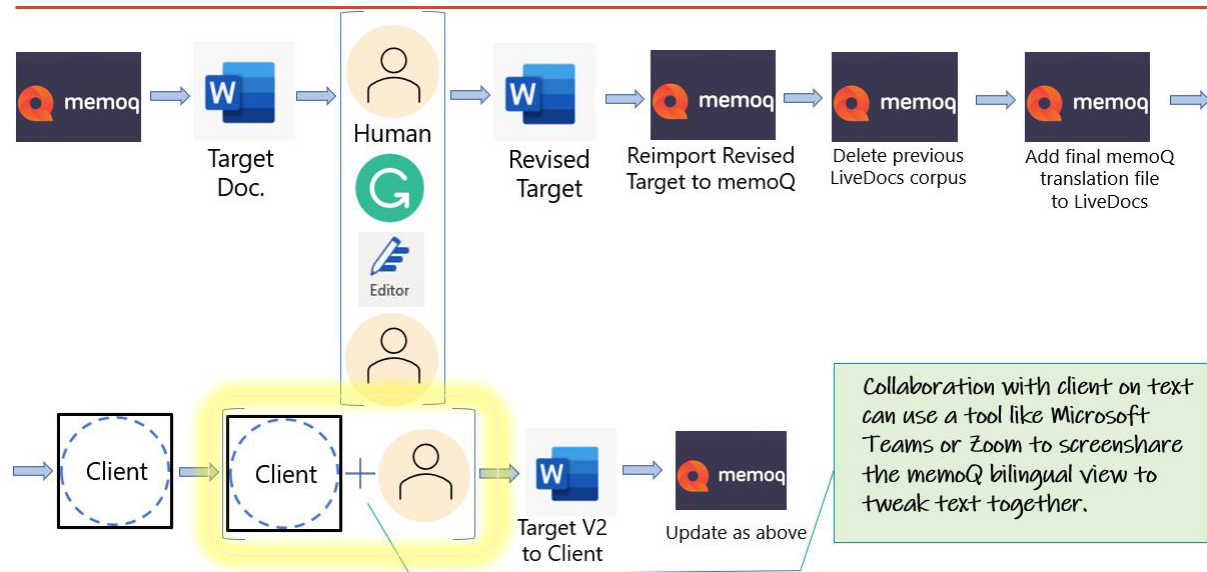 memoq
W
Target
Doc.
Human
Editor
W
Revised
Target
memoq
Reimport Revised
Target to memoQ
memoq
Delete previous
LiveDocs corpus
memoq
Add final memoQ
translation file
to LiveDocs
Client
Client
W
Target V2
to Client
memoq
Update as above
Collaboration with client on text
can use a tool like Microsoft
Teams or Zoom to screenshare
the memoQ bilingual view to
tweak text together.